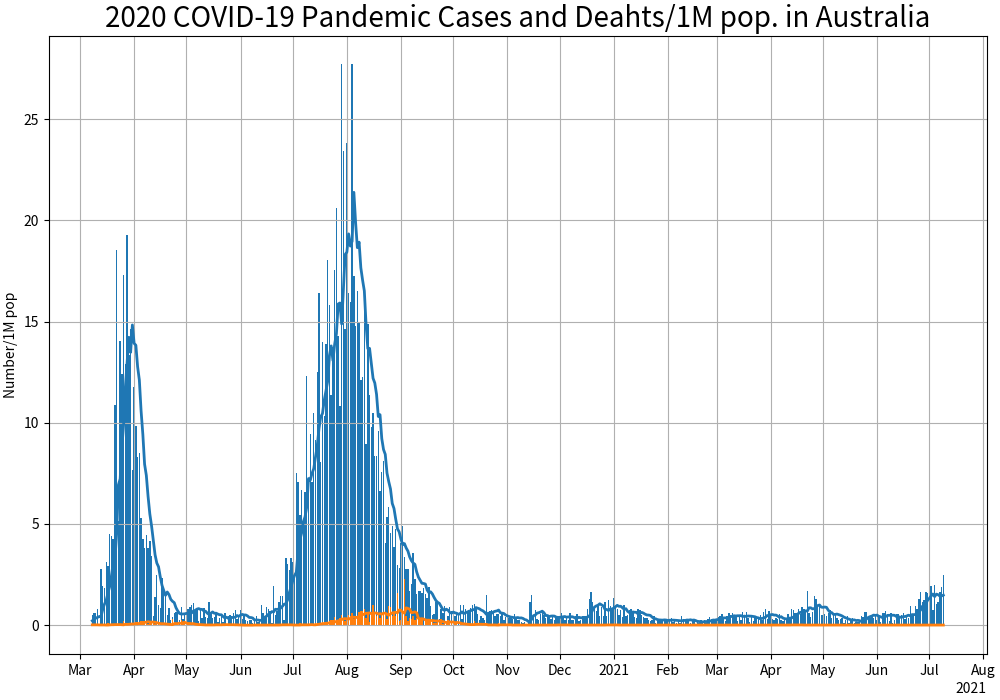 2020 COVID-19 Pandemic Cases and Deahts/1M pop. in Australia
Number/1M pop
25
20
15
10
5
0
Mar Apr May Jun Jul Aug Sep Oct Nov Dec 2021 Feb Mar Apr May Jun Jul Aug
2021